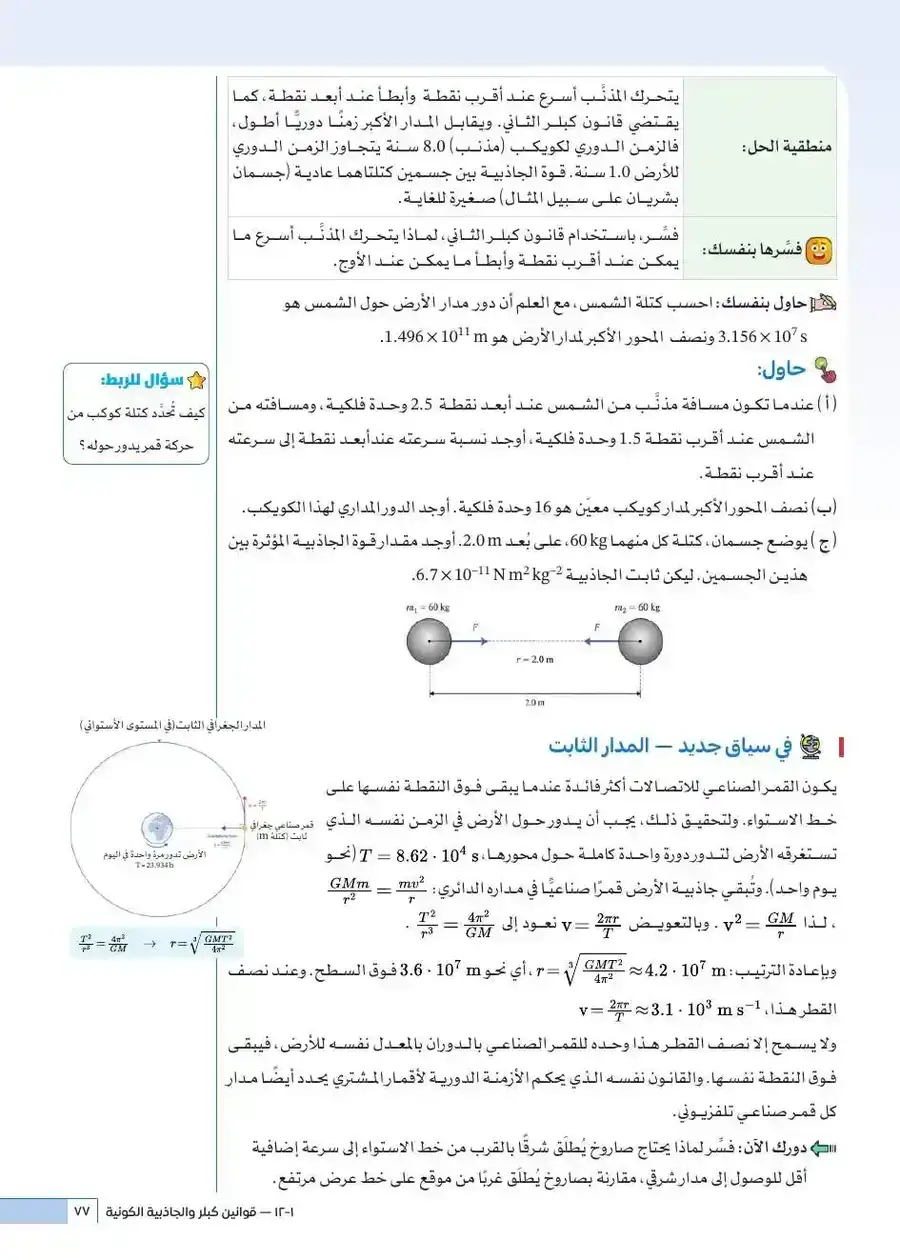 منطقية الحل:
يتحرك المذنَّب أسرع عند أقرب نقطة وأبطأ عند أبعد نقطة، كما
يقتضي قانون كبلر الثاني. ويقابل المدار الأكبر زمنًا دوريًّا أطول،
فالزمن الدوري لكويكب (مذنب) 8.0 سنة يتجاوز الزمن الدوري
للأرض 1.0 سنة. قوة الجاذبية بين جسمين كتلتاهما عادية (جسمان
بشريان على سبيل المثال) صغيرة للغاية.
فسِّرها بنفسك:
فسِّر، باستخدام قانون كبلر الثاني، لماذا يتحرك المذنَّب أسرع ما
يمكن عند أقرب نقطة وأبطأ ما يمكن عند الأوج.
حاول بنفسك: احسب كتلة الشمس، مع العلم أن دور مدار الأرض حول الشمس هو
3.156 × 10⁷ s ونصف المحور الأكبر لمدار الأرض هو 1.496 × 10¹¹ m.
حاول:
(أ) عندما تكون مسافة مذنَّب من الشمس عند أبعد نقطة 2.5 وحدة فلكية، ومسافته من
الشمس عند أقرب نقطة 1.5 وحدة فلكية، أوجد نسبة سرعته عند أبعد نقطة إلى سرعته
عند أقرب نقطة.
(ب) نصف المحور الأكبر لمدار كويكب معيّن هو 16 وحدة فلكية. أوجد الدور المداري لهذا الكويكب.
(ج) يوضع جسمان، كتلة كل منهما 60 kg، على بُعد 2.0 m. أوجد مقدار قوة الجاذبية المؤثرة بين
هذين الجسمين. ليكن ثابت الجاذبية 6.7 × 10⁻¹¹ N m² kg⁻².
سؤال للربط:
كيف تُحدَّد كتلة كوكب من
حركة قمر يدور حوله؟
m₁ = 60 kg
m₂ = 60 kg
F
F
r = 2.0 m
2.0 m
في سياق جديد — المدار الثابت
يكون القمر الصناعي للاتصالات أكثر فائدة عندما يبقى فوق النقطة نفسها على
خط الاستواء. ولتحقيق ذلك، يجب أن يدور حول الأرض في الزمن نفسه الذي
تستغرقه الأرض لتدور دورة واحدة كاملة حول محورها، T = 8.62 · 10⁴ s (نحو
يوم واحد). وتُبقي جاذبية الأرض قمرًا صناعيًّا في مداره الدائري: GMm/r² = mv²/r
، لذا v² = GM/r . وبالتعويض v = 2πr/T نعود إلى T²/r³ = 4π²/GM .
وبإعادة الترتيب: r = ∛(GMT²/4π²) ≈ 4.2 · 10⁷ m، أي نحو 3.6 · 10⁷ m فوق السطح. وعند نصف
القطر هذا، v = 2πr/T ≈ 3.1 · 10³ m s⁻¹
ولا يسمح إلا نصف القطر هذا وحده للقمر الصناعي بالدوران بالمعدل نفسه للأرض، فيبقى
فوق النقطة نفسها. والقانون نفسه الذي يحكم الأزمنة الدورية لأقمار المشتري يحدد أيضًا مدار
كل قمر صناعي تلفزيوني.
دورك الآن: فسِّر لماذا يحتاج صاروخ يُطلَق شرقًا بالقرب من خط الاستواء إلى سرعة إضافية
أقل للوصول إلى مدار شرقي، مقارنة بصاروخ يُطلَق غربًا من موقع على خط عرض مرتفع.
المدار الجغرافي الثابت (في المستوى الأستواني)
قمر صناعي جغرافي
ثابت (كتلة m)
الأرض تدور مرة واحدة في اليوم
T = 23.934 h
T²/r³ = 4π²/GM → r = ∛(GMT²/4π²)
١-١٢ — قوانين كبلر والجاذبية الكونية
٧٧